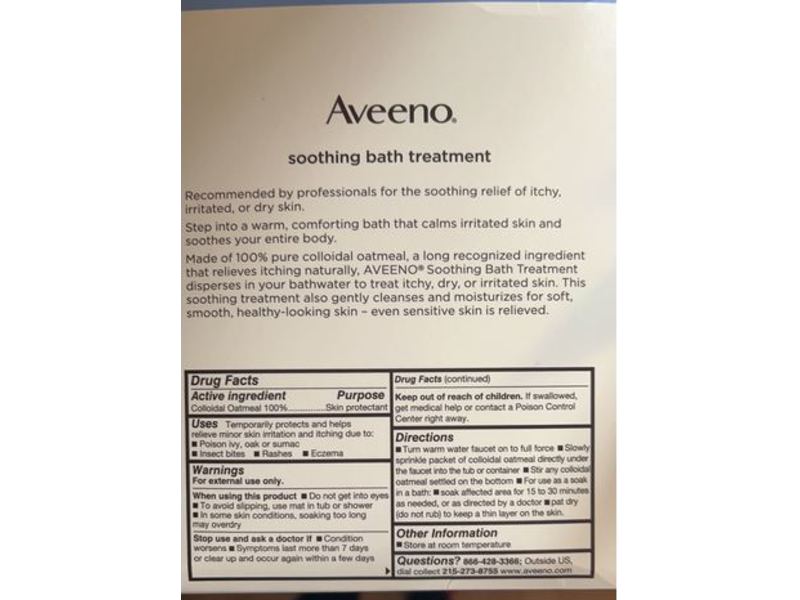 Aveeno®
soothing bath treatment
Recommended by professionals for the soothing relief of itchy,
irritated, or dry skin.
Step into a warm, comforting bath that calms irritated skin and
soothes your entire body.
Made of 100% pure colloidal oatmeal, a long recognized ingredient
that relieves itching naturally, AVEENO® Soothing Bath Treatment
disperses in your bathwater to treat itchy, dry, or irritated skin. This
soothing treatment also gently cleanses and moisturizes for soft,
smooth, healthy-looking skin – even sensitive skin is relieved.
Drug Facts
Active ingredient Purpose
Colloidal Oatmeal 100%..............Skin protectant
Uses Temporarily protects and helps
relieve minor skin irritation and itching due to:
■ Poison ivy, oak or sumac
■ Insect bites ■ Rashes ■ Eczema
Warnings
For external use only.
When using this product ■ Do not get into eyes
■ To avoid slipping, use mat in tub or shower
■ In some skin conditions, soaking too long
may overdry
Stop use and ask a doctor if ■ Condition
worsens ■ Symptoms last more than 7 days
or clear up and occur again within a few days
Drug Facts (continued)
Keep out of reach of children. If swallowed,
get medical help or contact a Poison Control
Center right away.
Directions
■ Turn warm water faucet on to full force ■ Slowly
sprinkle packet of colloidal oatmeal directly under
the faucet into the tub or container ■ Stir any colloidal
oatmeal settled on the bottom ■ For use as a soak
in a bath: ■ soak affected area for 15 to 30 minutes
as needed, or as directed by a doctor ■ pat dry
(do not rub) to keep a thin layer on the skin.
Other Information
■ Store at room temperature
Questions? 866-428-3366; Outside US,
dial collect 215-273-8755 www.aveeno.com